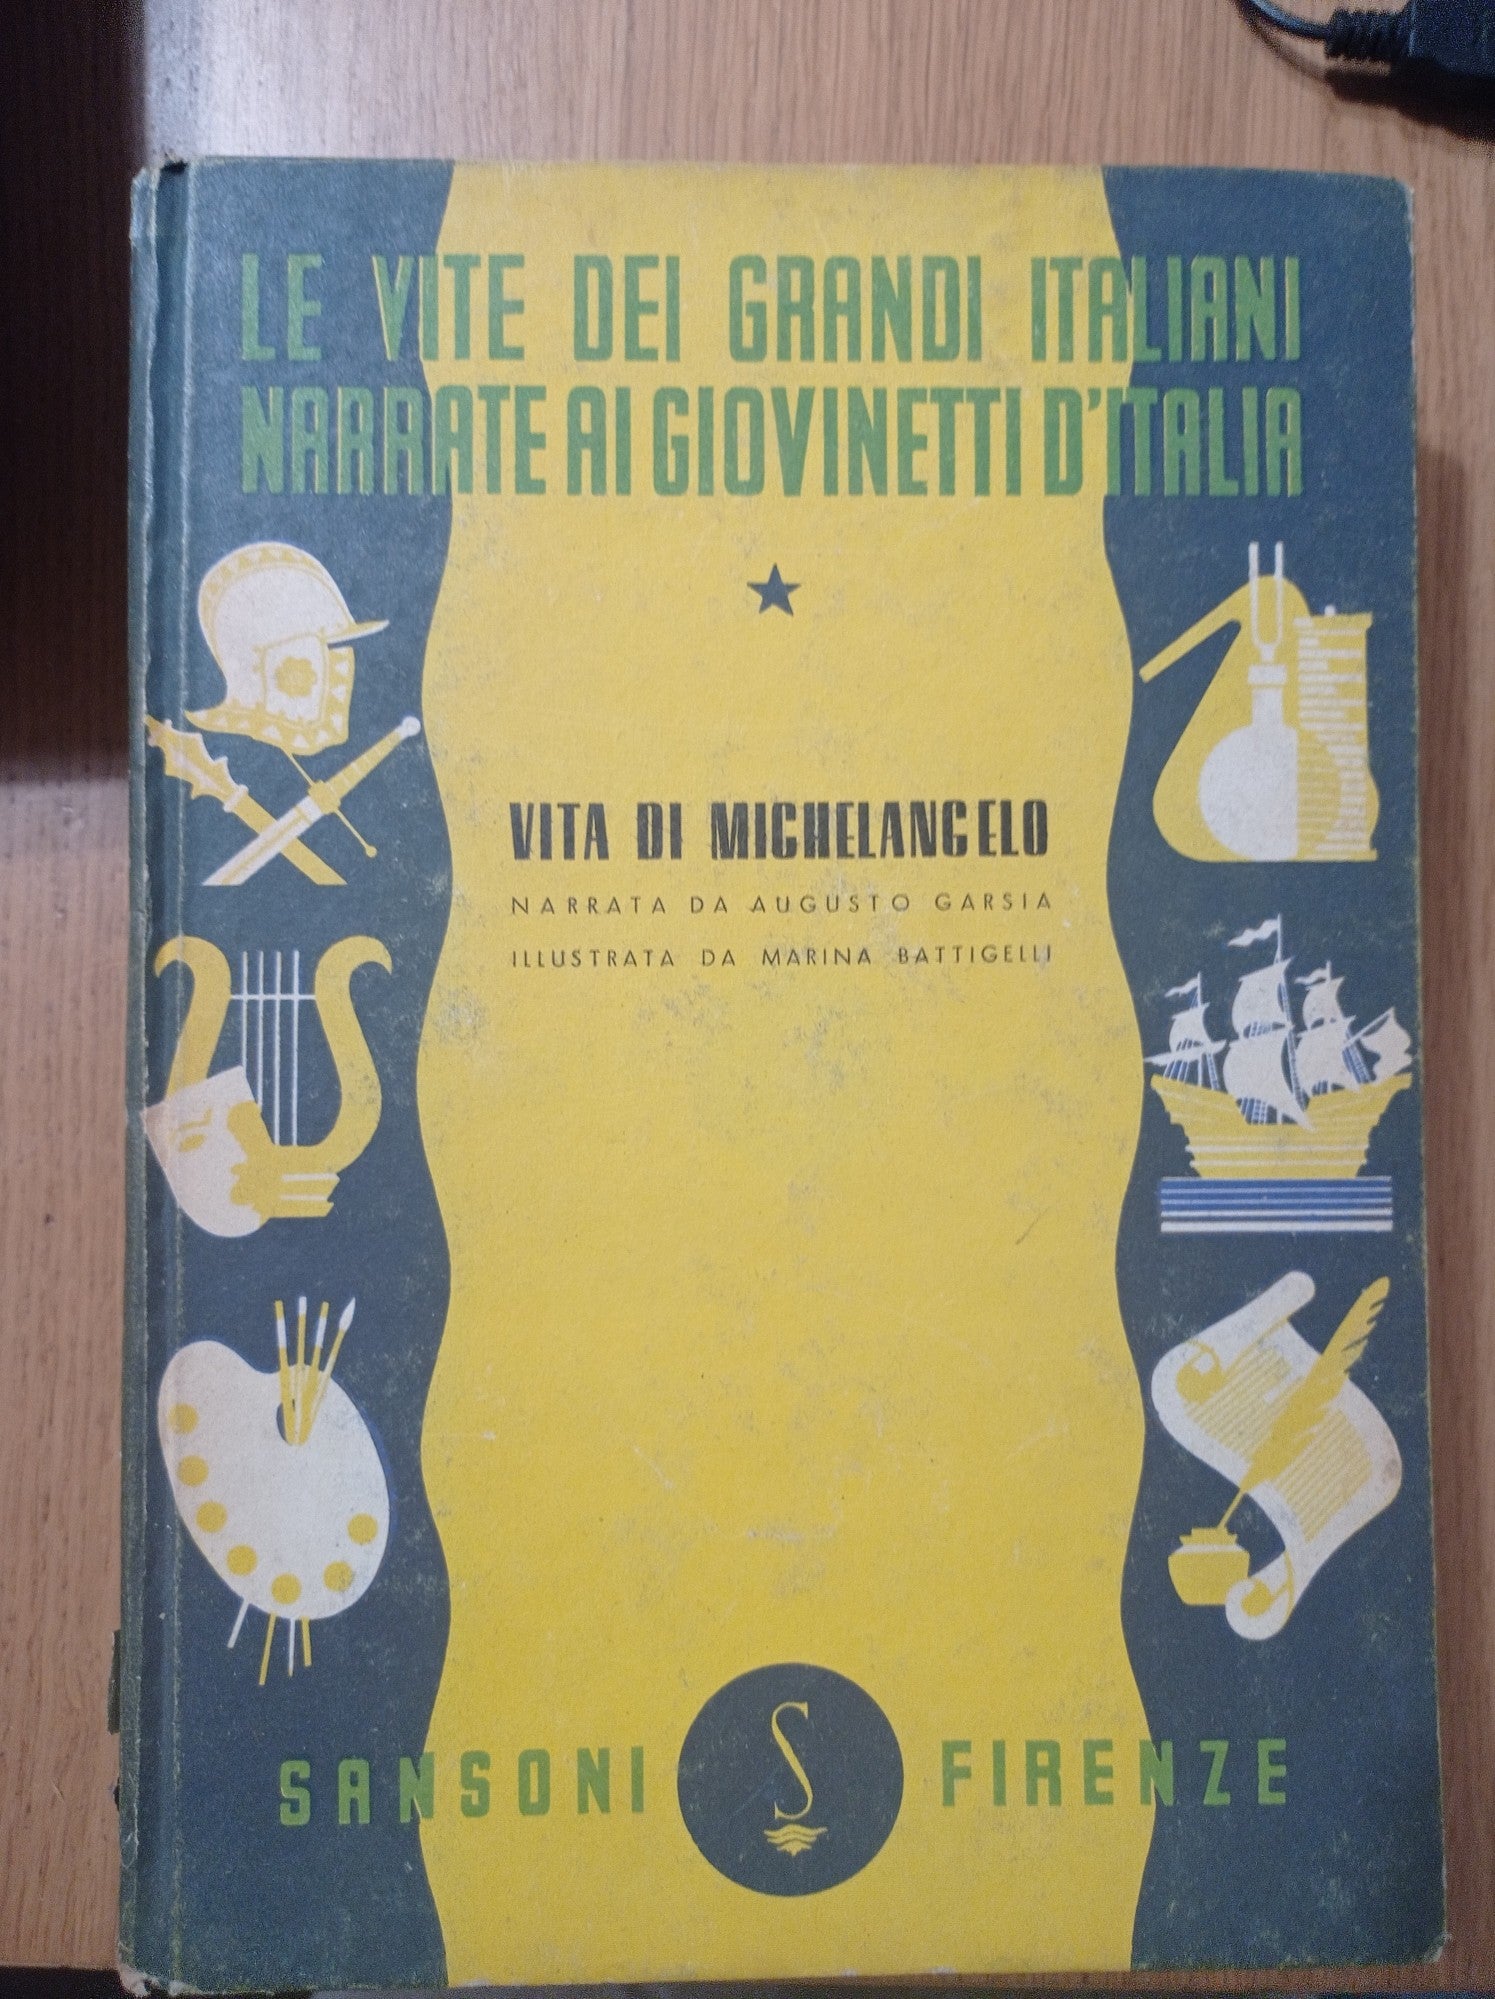 LE VITE DEI GRANDI ITALIANI
NARRATE AI GIOVINETTI D'ITALIA
VITA DI MICHELANGELO
NARRATA DA AUGUSTO GARSIA
ILLUSTRATA DA MARINA BATTIGELLI
SANSONI S FIRENZE